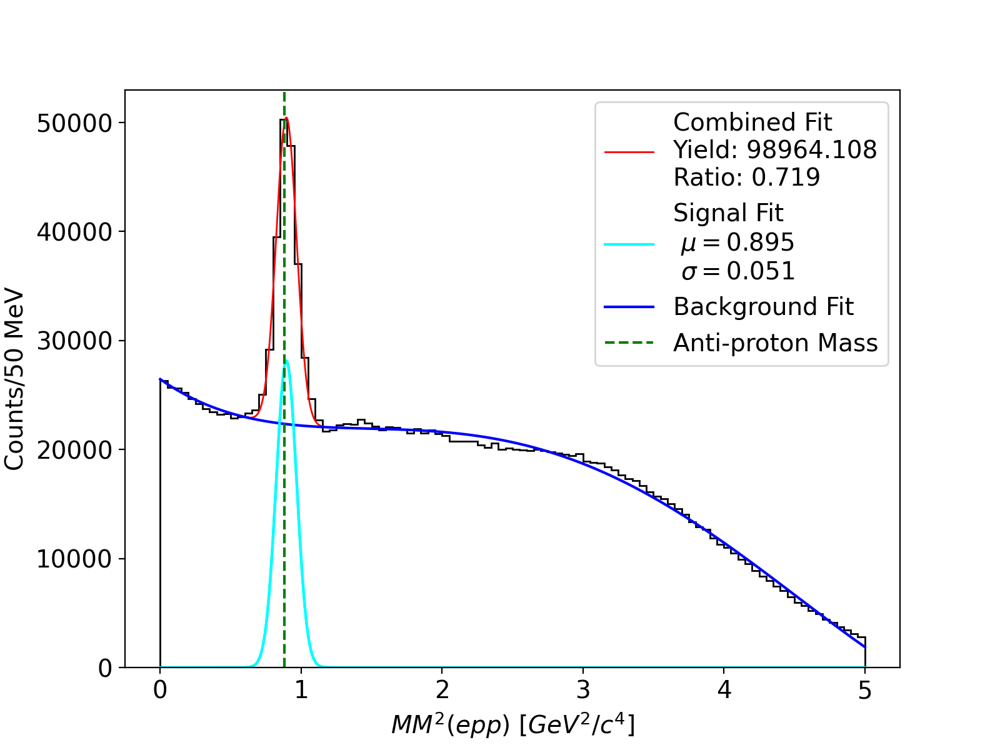 50000
40000
30000
20000
10000
0
Counts/50 MeV
Combined Fit
Yield: 98964.108
Ratio: 0.719
Signal Fit
μ = 0.895
σ = 0.051
Background Fit
Anti-proton Mass
0 1 2 3 4 5
MM²(epp) [GeV²/c⁴]